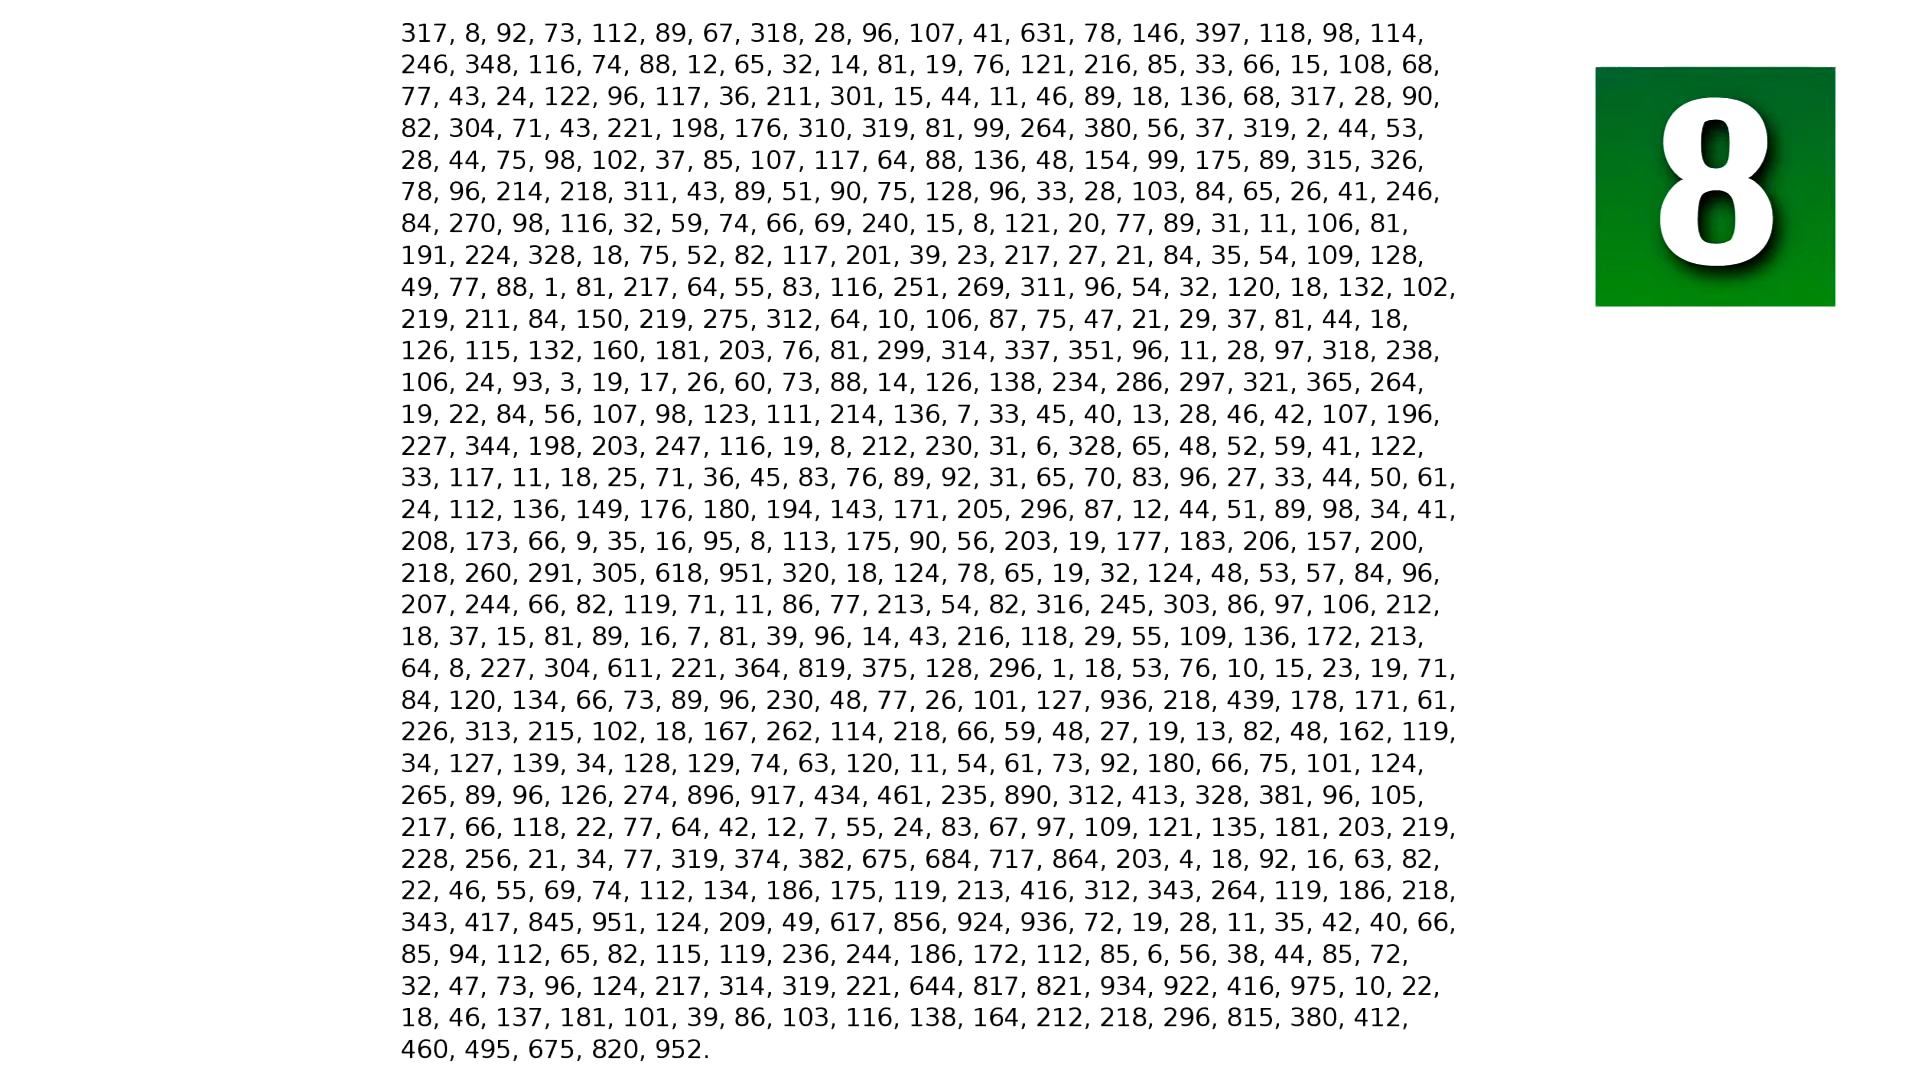 317, 8, 92, 73, 112, 89, 67, 318, 28, 96, 107, 41, 631, 78, 146, 397, 118, 98, 114,
246, 348, 116, 74, 88, 12, 65, 32, 14, 81, 19, 76, 121, 216, 85, 33, 66, 15, 108, 68,
77, 43, 24, 122, 96, 117, 36, 211, 301, 15, 44, 11, 46, 89, 18, 136, 68, 317, 28, 90,
82, 304, 71, 43, 221, 198, 176, 310, 319, 81, 99, 264, 380, 56, 37, 319, 2, 44, 53,
28, 44, 75, 98, 102, 37, 85, 107, 117, 64, 88, 136, 48, 154, 99, 175, 89, 315, 326,
78, 96, 214, 218, 311, 43, 89, 51, 90, 75, 128, 96, 33, 28, 103, 84, 65, 26, 41, 246,
84, 270, 98, 116, 32, 59, 74, 66, 69, 240, 15, 8, 121, 20, 77, 89, 31, 11, 106, 81,
191, 224, 328, 18, 75, 52, 82, 117, 201, 39, 23, 217, 27, 21, 84, 35, 54, 109, 128,
49, 77, 88, 1, 81, 217, 64, 55, 83, 116, 251, 269, 311, 96, 54, 32, 120, 18, 132, 102,
219, 211, 84, 150, 219, 275, 312, 64, 10, 106, 87, 75, 47, 21, 29, 37, 81, 44, 18,
126, 115, 132, 160, 181, 203, 76, 81, 299, 314, 337, 351, 96, 11, 28, 97, 318, 238,
106, 24, 93, 3, 19, 17, 26, 60, 73, 88, 14, 126, 138, 234, 286, 297, 321, 365, 264,
19, 22, 84, 56, 107, 98, 123, 111, 214, 136, 7, 33, 45, 40, 13, 28, 46, 42, 107, 196,
227, 344, 198, 203, 247, 116, 19, 8, 212, 230, 31, 6, 328, 65, 48, 52, 59, 41, 122,
33, 117, 11, 18, 25, 71, 36, 45, 83, 76, 89, 92, 31, 65, 70, 83, 96, 27, 33, 44, 50, 61,
24, 112, 136, 149, 176, 180, 194, 143, 171, 205, 296, 87, 12, 44, 51, 89, 98, 34, 41,
208, 173, 66, 9, 35, 16, 95, 8, 113, 175, 90, 56, 203, 19, 177, 183, 206, 157, 200,
218, 260, 291, 305, 618, 951, 320, 18, 124, 78, 65, 19, 32, 124, 48, 53, 57, 84, 96,
207, 244, 66, 82, 119, 71, 11, 86, 77, 213, 54, 82, 316, 245, 303, 86, 97, 106, 212,
18, 37, 15, 81, 89, 16, 7, 81, 39, 96, 14, 43, 216, 118, 29, 55, 109, 136, 172, 213,
64, 8, 227, 304, 611, 221, 364, 819, 375, 128, 296, 1, 18, 53, 76, 10, 15, 23, 19, 71,
84, 120, 134, 66, 73, 89, 96, 230, 48, 77, 26, 101, 127, 936, 218, 439, 178, 171, 61,
226, 313, 215, 102, 18, 167, 262, 114, 218, 66, 59, 48, 27, 19, 13, 82, 48, 162, 119,
34, 127, 139, 34, 128, 129, 74, 63, 120, 11, 54, 61, 73, 92, 180, 66, 75, 101, 124,
265, 89, 96, 126, 274, 896, 917, 434, 461, 235, 890, 312, 413, 328, 381, 96, 105,
217, 66, 118, 22, 77, 64, 42, 12, 7, 55, 24, 83, 67, 97, 109, 121, 135, 181, 203, 219,
228, 256, 21, 34, 77, 319, 374, 382, 675, 684, 717, 864, 203, 4, 18, 92, 16, 63, 82,
22, 46, 55, 69, 74, 112, 134, 186, 175, 119, 213, 416, 312, 343, 264, 119, 186, 218,
343, 417, 845, 951, 124, 209, 49, 617, 856, 924, 936, 72, 19, 28, 11, 35, 42, 40, 66,
85, 94, 112, 65, 82, 115, 119, 236, 244, 186, 172, 112, 85, 6, 56, 38, 44, 85, 72,
32, 47, 73, 96, 124, 217, 314, 319, 221, 644, 817, 821, 934, 922, 416, 975, 10, 22,
18, 46, 137, 181, 101, 39, 86, 103, 116, 138, 164, 212, 218, 296, 815, 380, 412,
460, 495, 675, 820, 952.
8